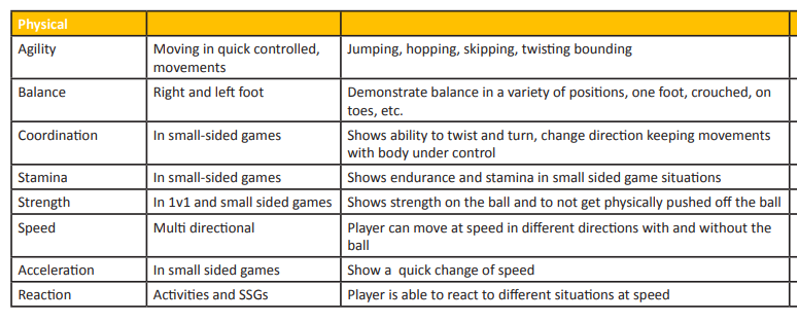 Physical
Agility Moving in quick controlled, Jumping, hopping, skipping, twisting bounding
movements
Balance Right and left foot Demonstrate balance in a variety of positions, one foot, crouched, on
toes, etc.
Coordination In small-sided games Shows ability to twist and turn, change direction keeping movements
with body under control
Stamina In small-sided games Shows endurance and stamina in small sided game situations
Strength In 1v1 and small sided games Shows strength on the ball and to not get physically pushed off the ball
Speed Multi directional Player can move at speed in different directions with and without the
ball
Acceleration In small sided games Show a quick change of speed
Reaction Activities and SSGs Player is able to react to different situations at speed